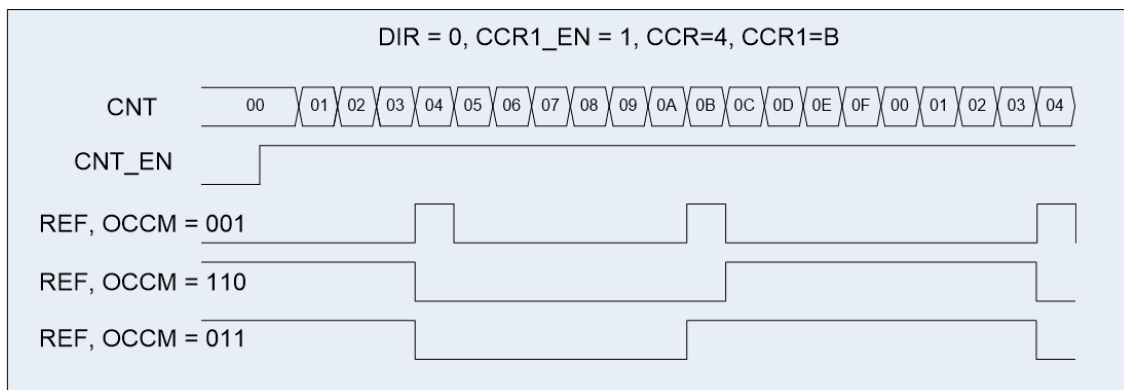 DIR = 0, CCR1_EN = 1, CCR=4, CCR1=B
CNT 00 01 02 03 04 05 06 07 08 09 0A 0B 0C 0D 0E 0F 00 01 02 03 04
CNT_EN
REF, OCCM = 001
REF, OCCM = 110
REF, OCCM = 011